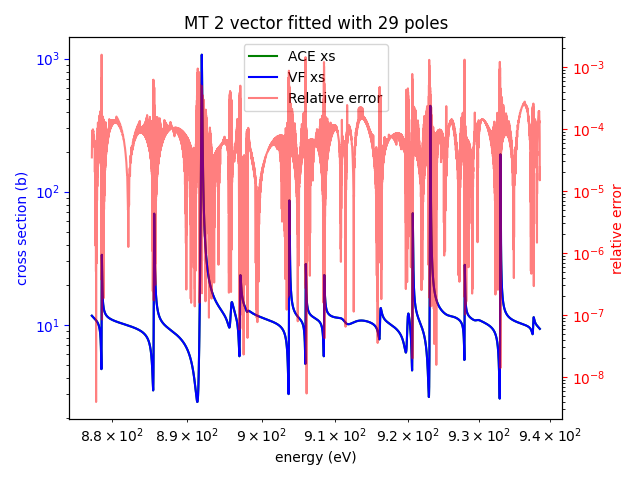 MT 2 vector fitted with 29 poles
ACE xs
VF xs
Relative error
cross section (b)
10³
10²
10¹
relative error
10⁻³
10⁻⁴
10⁻⁵
10⁻⁶
10⁻⁷
10⁻⁸
8.8 × 10² 8.9 × 10² 9 × 10² 9.1 × 10² 9.2 × 10² 9.3 × 10² 9.4 × 10²
energy (eV)